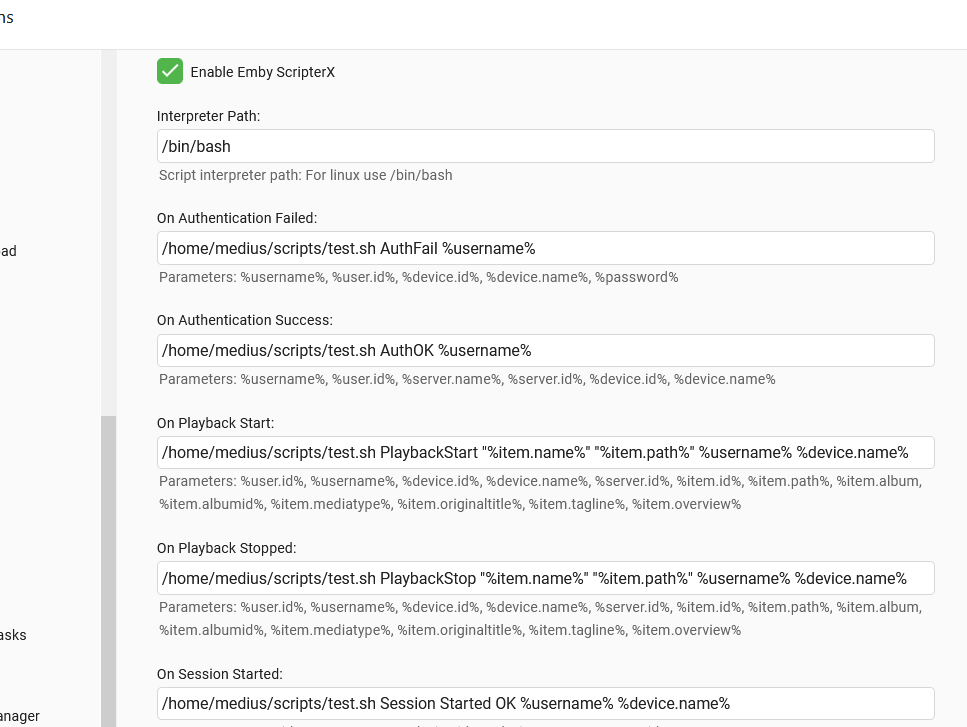 ns
Enable Emby ScripterX
Interpreter Path:
/bin/bash
Script interpreter path: For linux use /bin/bash
On Authentication Failed:
/home/medius/scripts/test.sh AuthFail %username%
Parameters: %username%, %user.id%, %device.id%, %device.name%, %password%
On Authentication Success:
/home/medius/scripts/test.sh AuthOK %username%
Parameters: %username%, %user.id%, %server.name%, %server.id%, %device.id%, %device.name%
On Playback Start:
/home/medius/scripts/test.sh PlaybackStart "%item.name%" "%item.path%" %username% %device.name%
Parameters: %user.id%, %username%, %device.id%, %device.name%, %server.id%, %item.id%, %item.path%, %item.album,
%item.albumid%, %item.mediatype%, %item.originaltitle%, %item.tagline%, %item.overview%
On Playback Stopped:
/home/medius/scripts/test.sh PlaybackStop "%item.name%" "%item.path%" %username% %device.name%
Parameters: %user.id%, %username%, %device.id%, %device.name%, %server.id%, %item.id%, %item.path%, %item.album,
%item.albumid%, %item.mediatype%, %item.originaltitle%, %item.tagline%, %item.overview%
On Session Started:
/home/medius/scripts/test.sh Session Started OK %username% %device.name%
ad
asks
anager